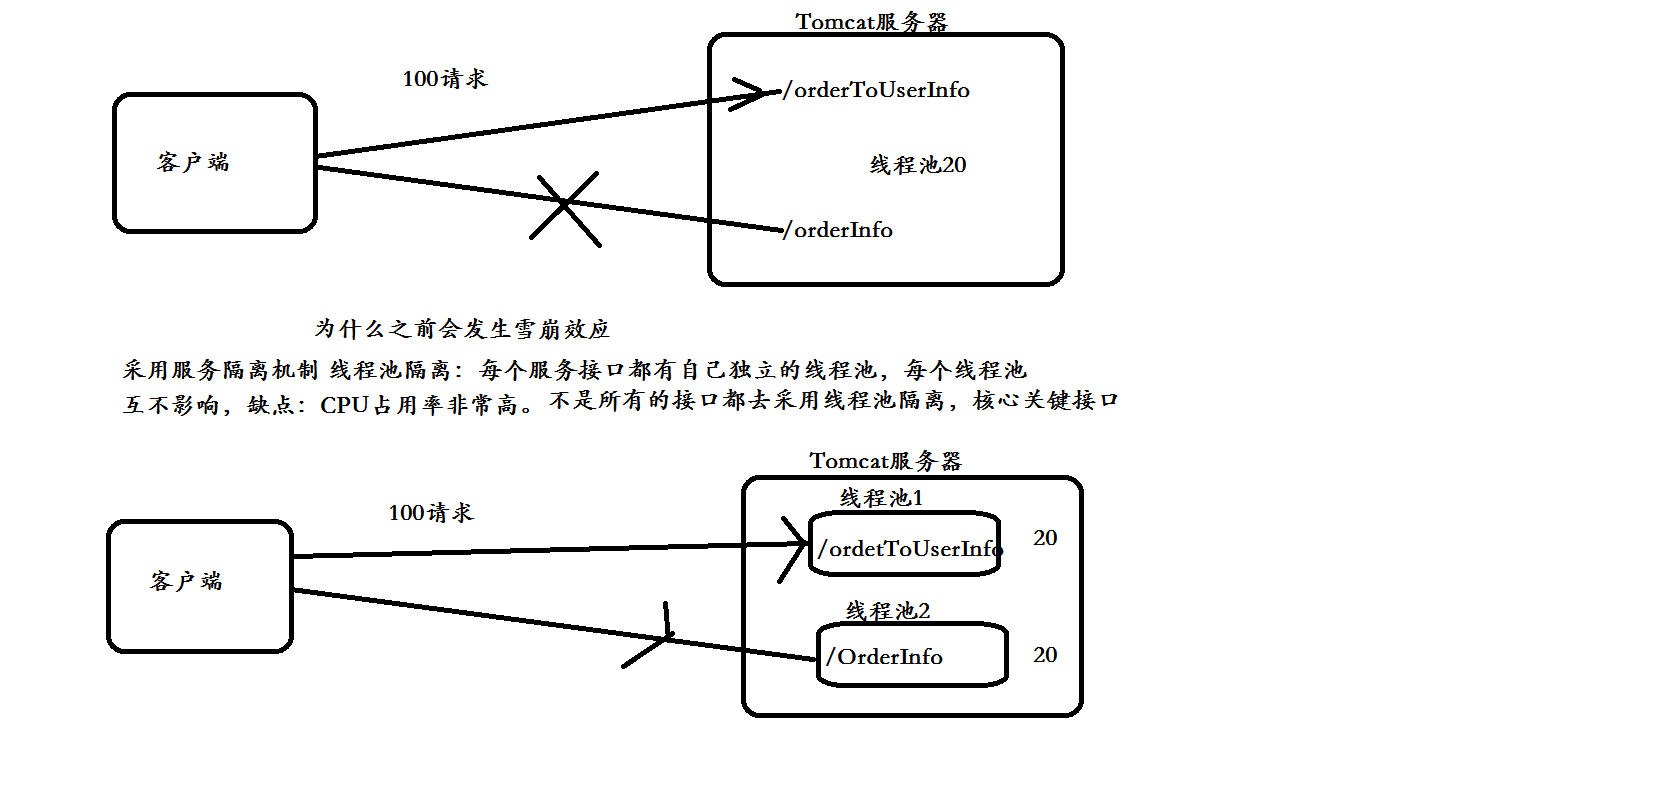 Tomcat服务器
100请求
/orderToUserInfo
客户端
线程池20
/orderInfo
为什么之前会发生雪崩效应
采用服务隔离机制 线程池隔离：每个服务接口都有自己独立的线程池，每个线程池
互不影响，缺点：CPU占用率非常高。 不是所有的接口都去采用线程池隔离，核心关键接口
Tomcat服务器
线程池1
100请求
/ordetToUserInfo
20
客户端
线程池2
/OrderInfo
20